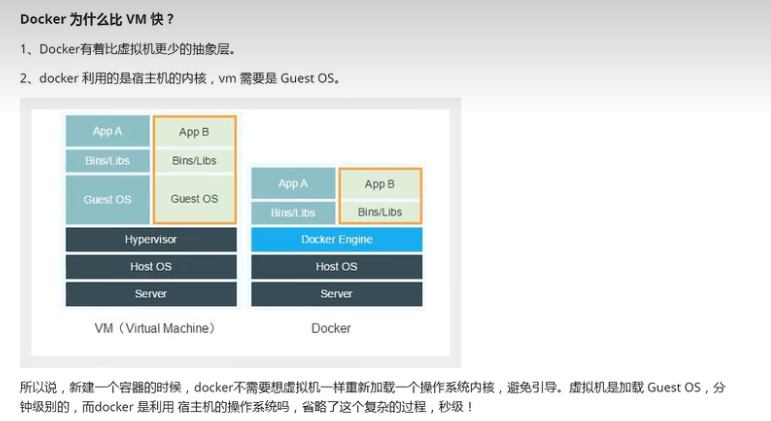 Docker 为什么比 VM 快？
1、Docker有着比虚拟机更少的抽象层。
2、docker 利用的是宿主机的内核，vm 需要是 Guest OS。
App A App B
Bins/Libs Bins/Libs
Guest OS Guest OS
App A App B
Bins/Libs Bins/Libs
Hypervisor Docker Engine
Host OS Host OS
Server Server
VM（Virtual Machine） Docker
所以说，新建一个容器的时候，docker不需要想虚拟机一样重新加载一个操作系统内核，避免引导。虚拟机是加载 Guest OS，分
钟级别的，而docker 是利用 宿主机的操作系统吗，省略了这个复杂的过程，秒级！